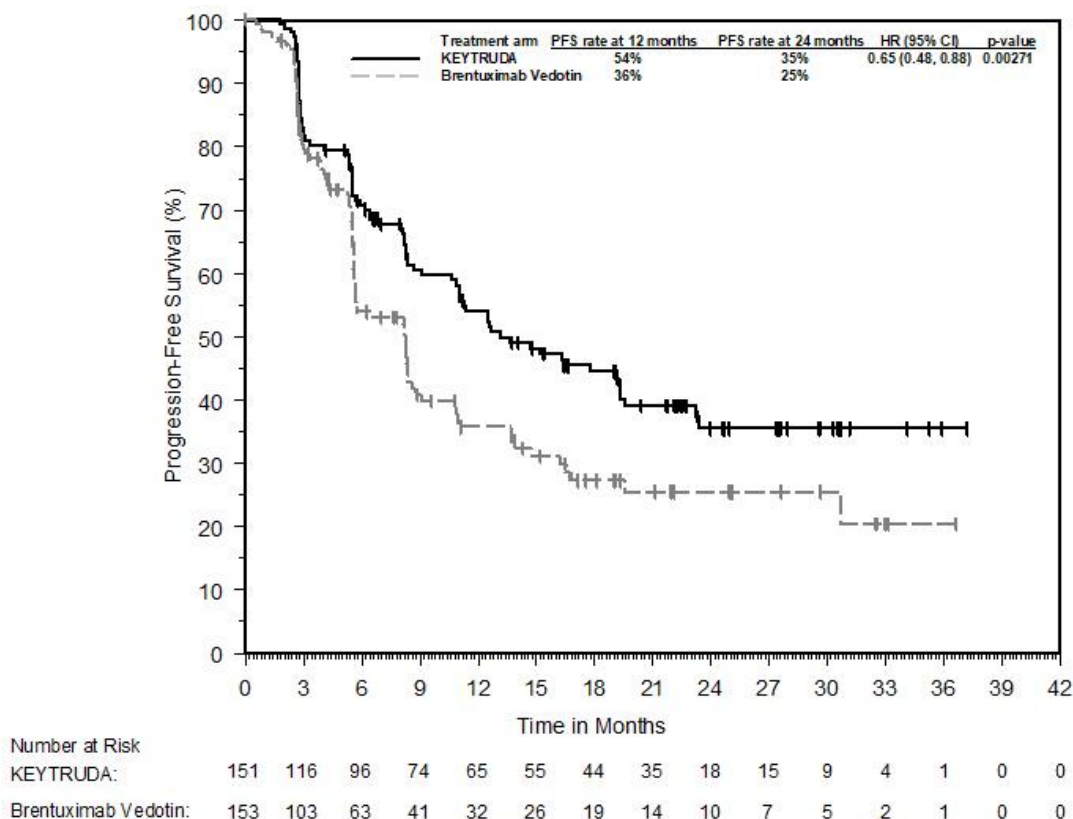 100
90
80
70
60
50
40
30
20
10
0
Progression-Free Survival (%)
Treatment arm PFS rate at 12 months PFS rate at 24 months HR (95% CI) p-value
KEYTRUDA 54% 35% 0.65 (0.48, 0.88) 0.00271
Brentuximab Vedotin 36% 25%
0 3 6 9 12 15 18 21 24 27 30 33 36 39 42
Time in Months
Number at Risk
KEYTRUDA: 151 116 96 74 65 55 44 35 18 15 9 4 1 0 0
Brentuximab Vedotin: 153 103 63 41 32 26 19 14 10 7 5 2 1 0 0